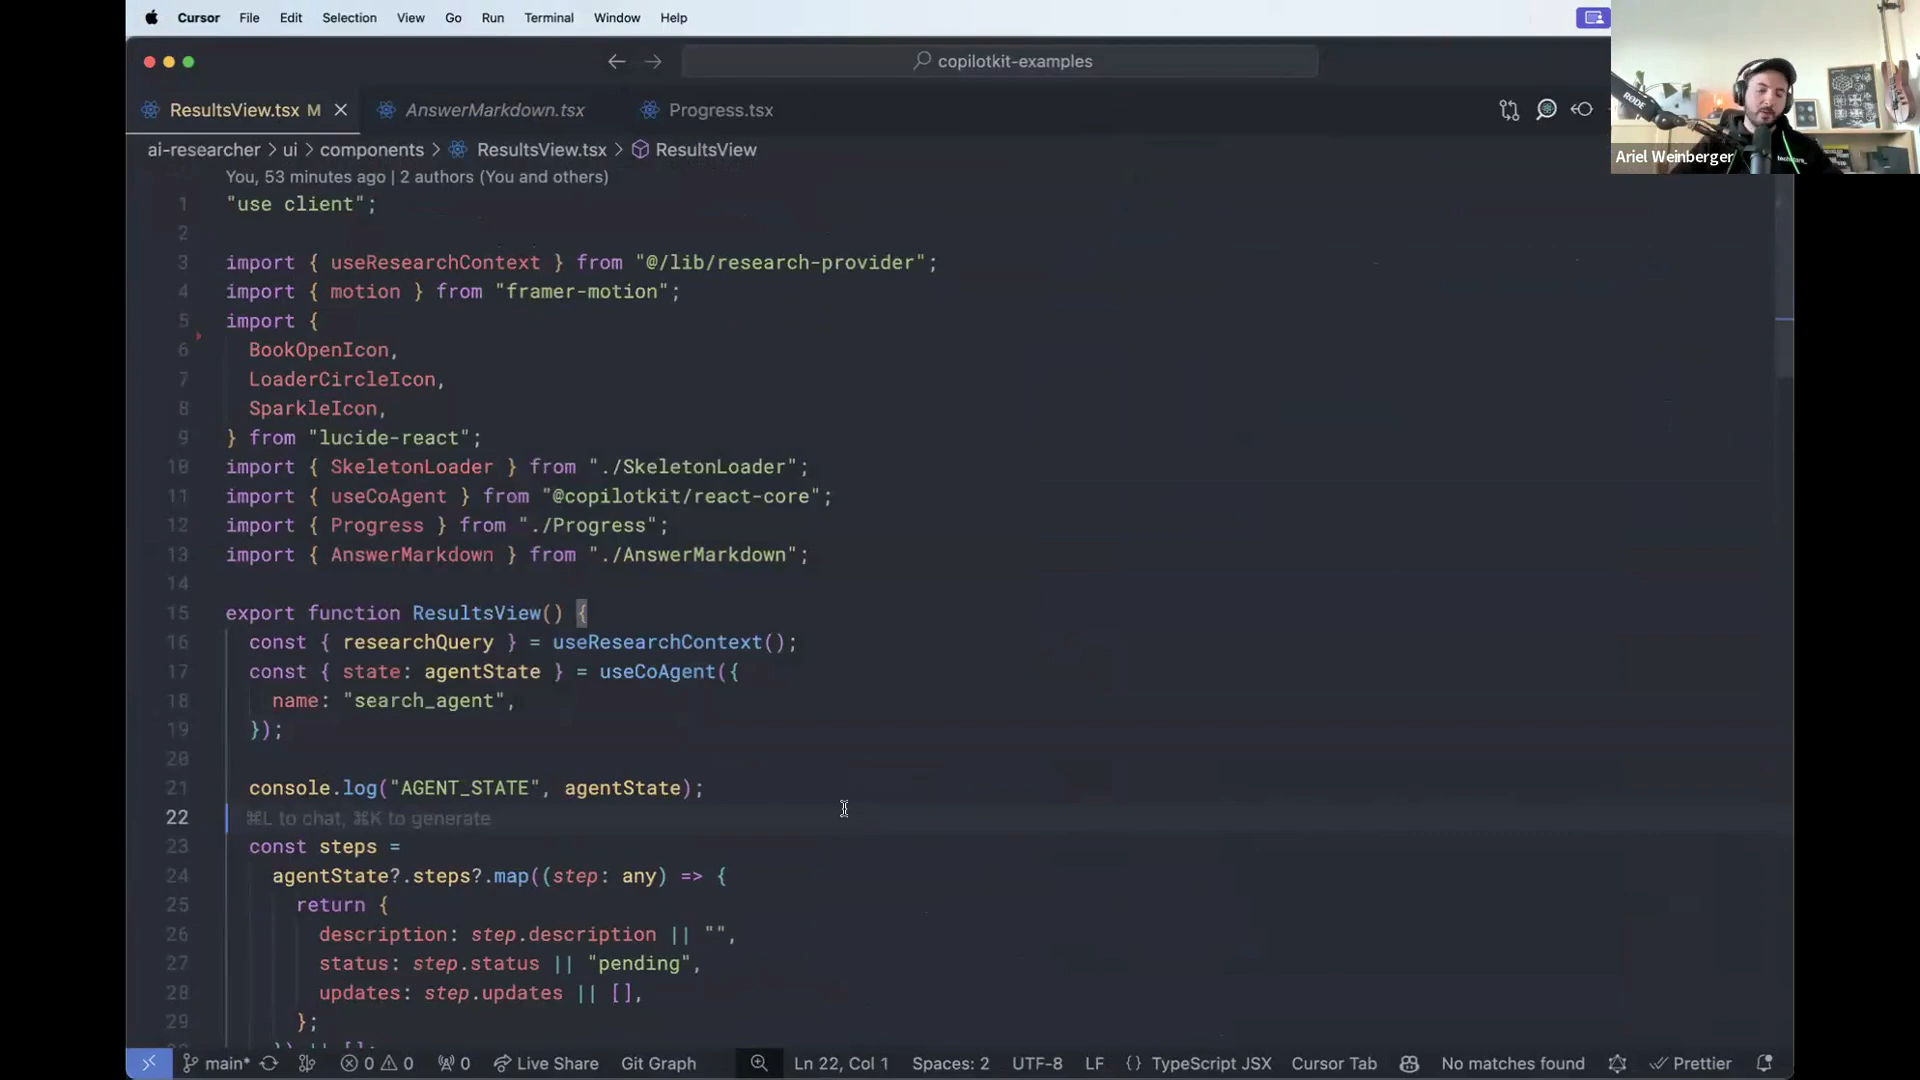 Cursor File Edit Selection View Go Run Terminal Window Help
copilotkit-examples
ResultsView.tsx M AnswerMarkdown.tsx Progress.tsx
RØDE
Ariel Weinberger
ai-researcher > ui > components > ResultsView.tsx > ResultsView
You, 53 minutes ago | 2 authors (You and others)
1 "use client";
2
3 import { useResearchContext } from "@/lib/research-provider";
4 import { motion } from "framer-motion";
5 import {
6 BookOpenIcon,
7 LoaderCircleIcon,
8 SparkleIcon,
9 } from "lucide-react";
10 import { SkeletonLoader } from "./SkeletonLoader";
11 import { useCoAgent } from "@copilotkit/react-core";
12 import { Progress } from "./Progress";
13 import { AnswerMarkdown } from "./AnswerMarkdown";
14
15 export function ResultsView() {
16 const { researchQuery } = useResearchContext();
17 const { state: agentState } = useCoAgent({
18 name: "search_agent",
19 });
20
21 console.log("AGENT_STATE", agentState);
22 ⌘L to chat, ⌘K to generate
23 const steps =
24 agentState?.steps?.map((step: any) => {
25 return {
26 description: step.description || "",
27 status: step.status || "pending",
28 updates: step.updates || [],
29 };
main* 0 0 0 Live Share Git Graph Ln 22, Col 1 Spaces: 2 UTF-8 LF {} TypeScript JSX Cursor Tab No matches found Prettier